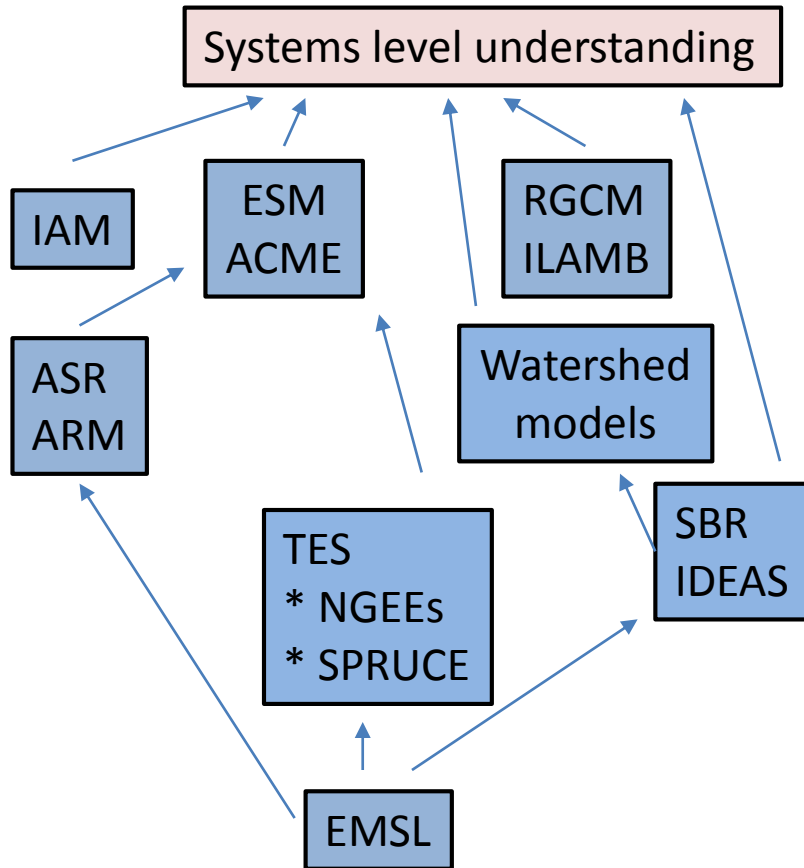 Systems level understanding
IAM
ESM
ACME
RGCM
ILAMB
ASR
ARM
Watershed
models
TES
* NGEEs
* SPRUCE
SBR
IDEAS
EMSL